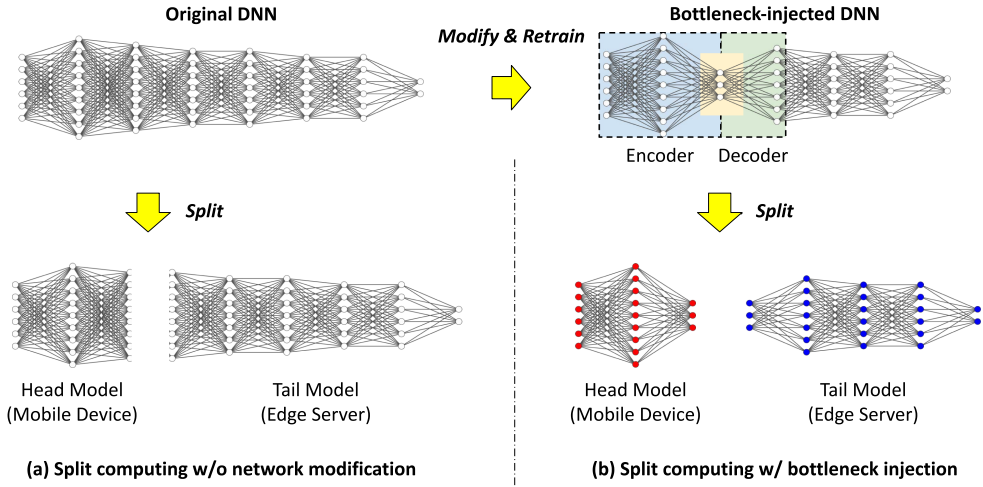 Original DNN
Modify & Retrain
Bottleneck-injected DNN
Encoder
Decoder
Split
Split
Head Model
(Mobile Device)
Tail Model
(Edge Server)
Head Model
(Mobile Device)
Tail Model
(Edge Server)
(a) Split computing w/o network modification
(b) Split computing w/ bottleneck injection